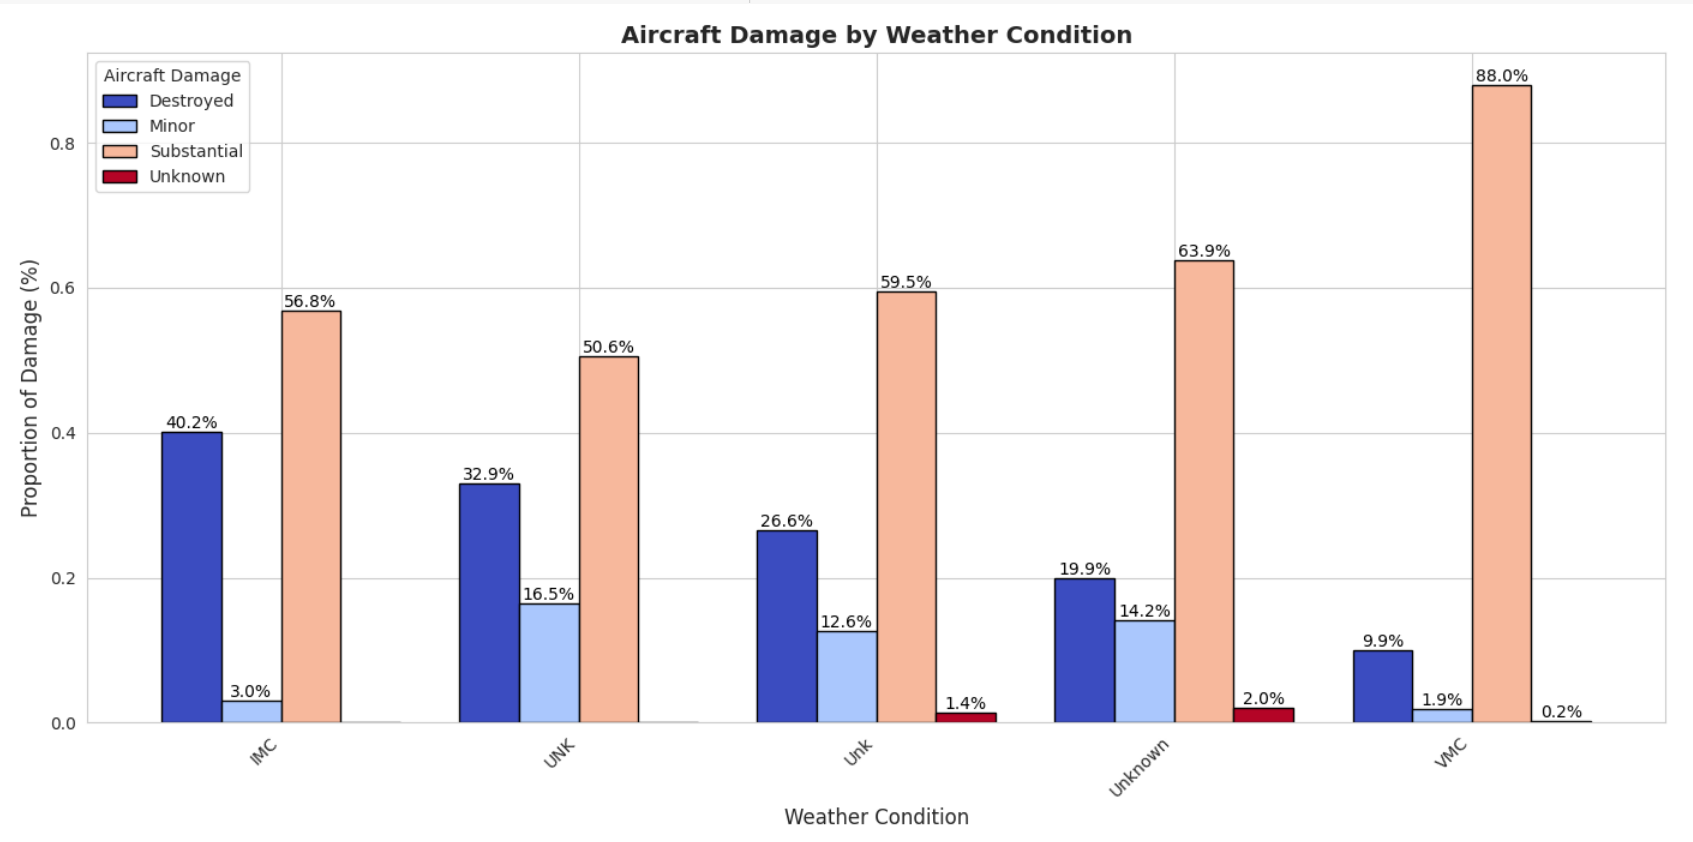 Aircraft Damage by Weather Condition
Aircraft Damage
Destroyed
Minor
Substantial
Unknown
Proportion of Damage (%)
0.8
0.6
0.4
0.2
0.0
40.2%
3.0%
56.8%
32.9%
16.5%
50.6%
26.6%
12.6%
59.5%
1.4%
19.9%
14.2%
63.9%
2.0%
9.9%
1.9%
88.0%
0.2%
IMC
UNK
Unk
Unknown
VMC
Weather Condition